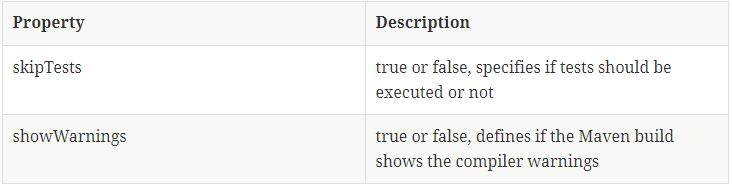 Property Description
skipTests true or false, specifies if tests should be
executed or not
showWarnings true or false, defines if the Maven build
shows the compiler warnings